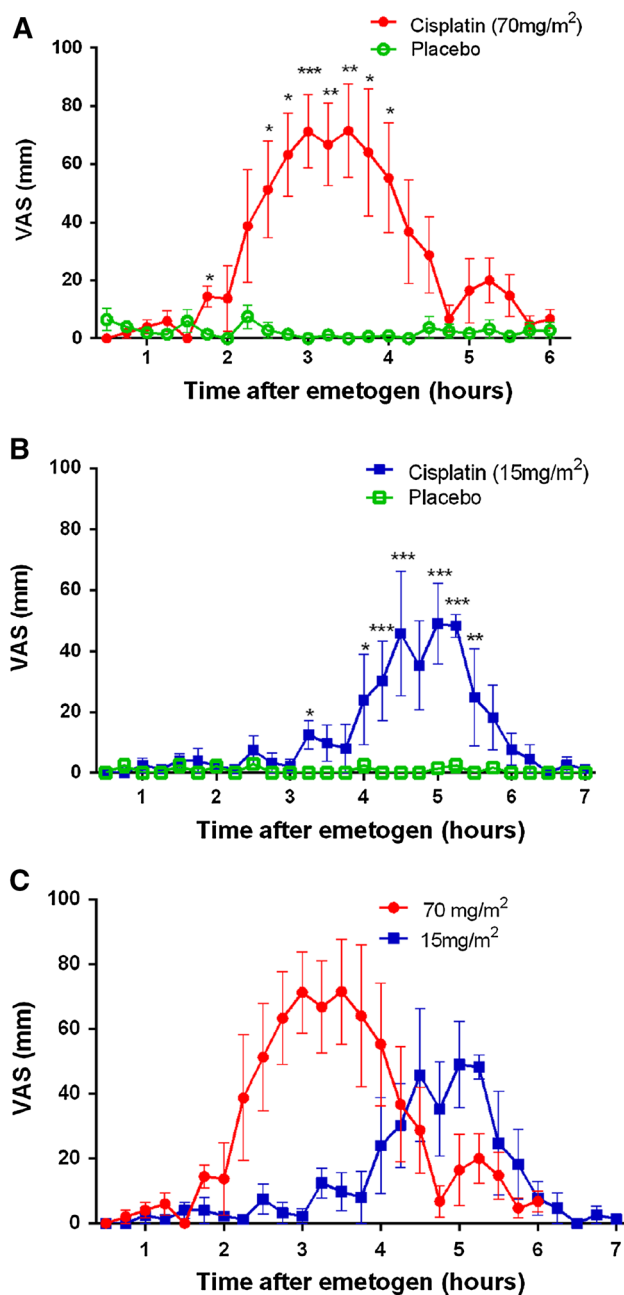 A
Cisplatin (70mg/m²)
Placebo
100
80
60
40
20
0
VAS (mm)
*
*
*
***
**
**
*
*
1 2 3 4 5 6
Time after emetogen (hours)
B
Cisplatin (15mg/m²)
Placebo
100
80
60
40
20
0
VAS (mm)
*
*
***
***
***
***
**
1 2 3 4 5 6 7
Time after emetogen (hours)
C
70 mg/m²
15mg/m²
100
80
60
40
20
0
VAS (mm)
1 2 3 4 5 6 7
Time after emetogen (hours)